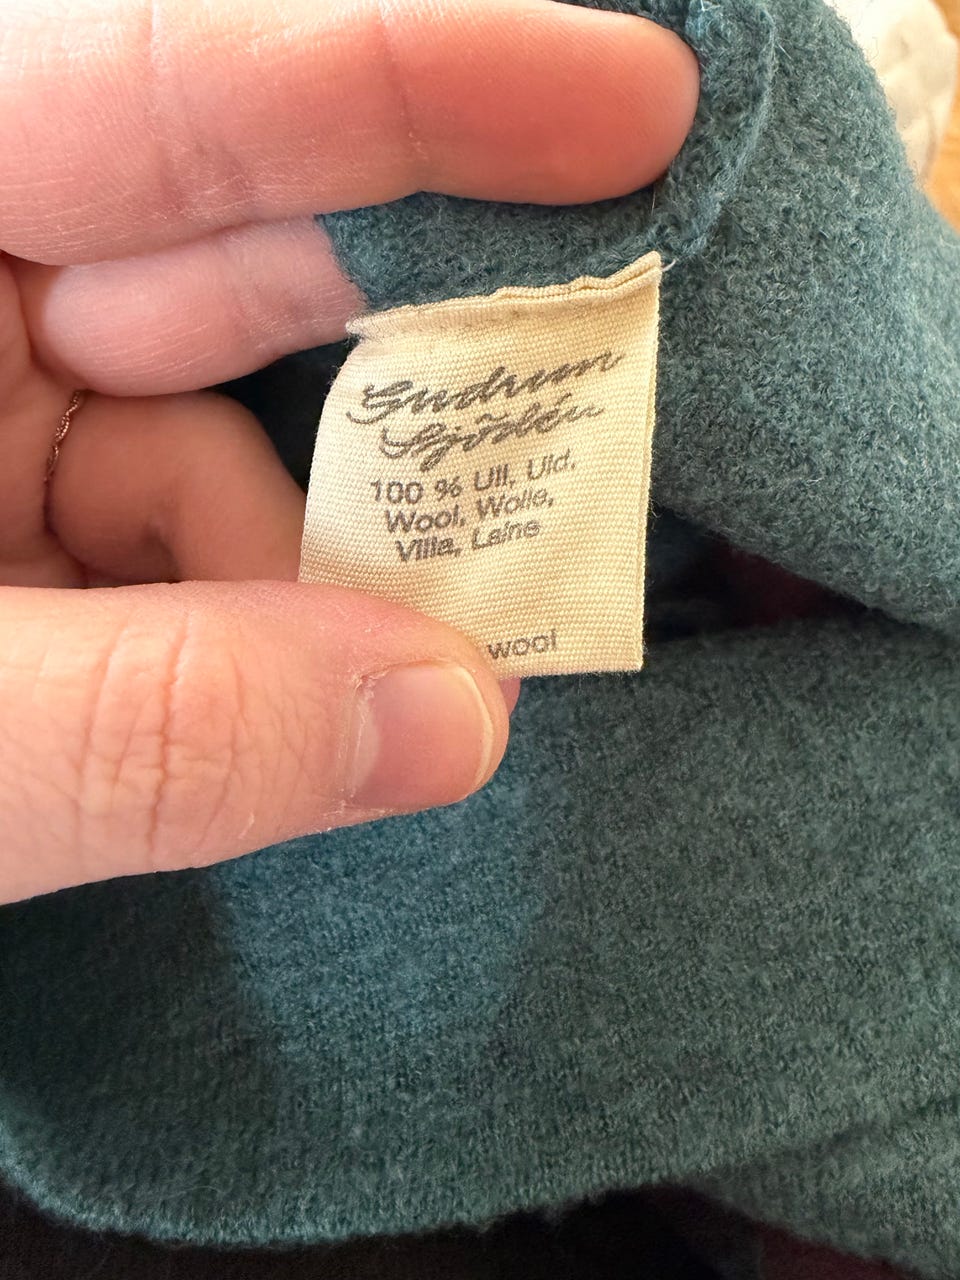 Gudrun
Sjödén
100 % Ull, Uld,
Wool, Wolle,
Villa, Laine
wool